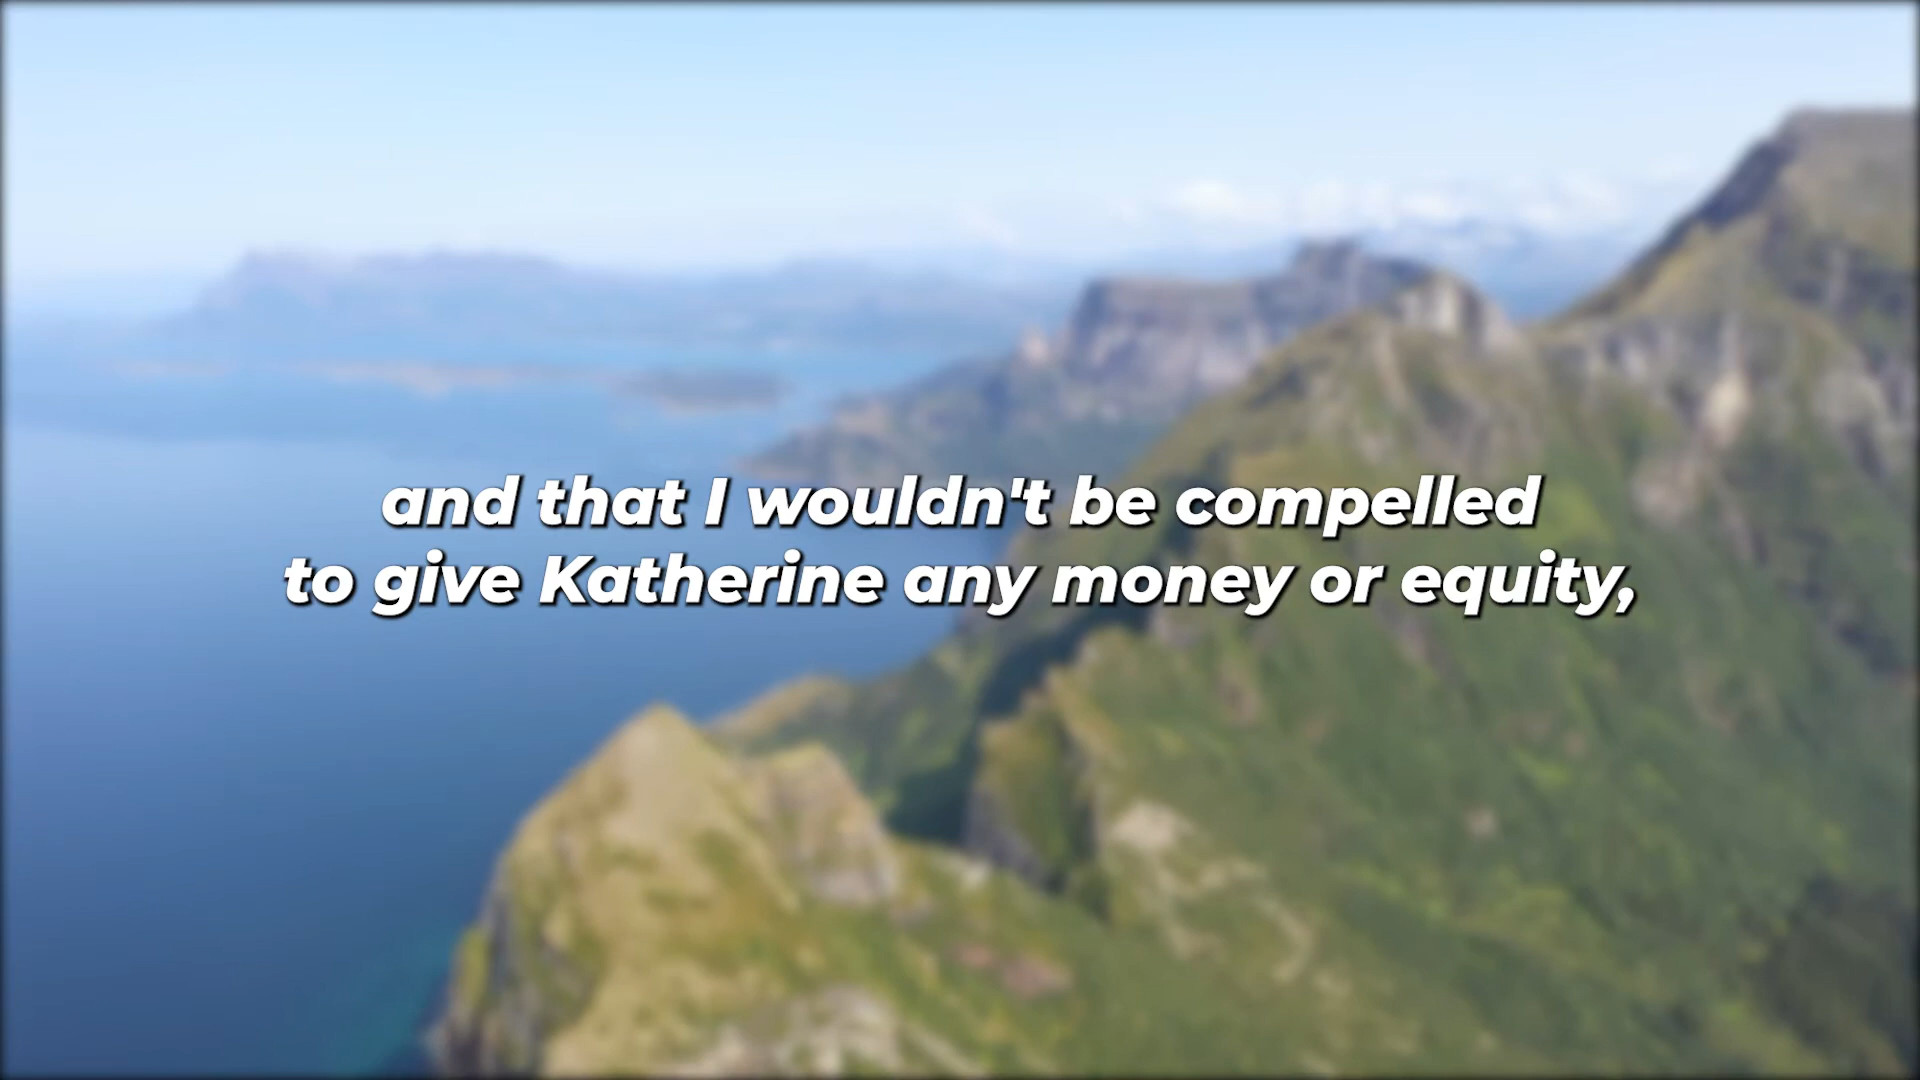 and that I wouldn't be compelled
to give Katherine any money or equity,